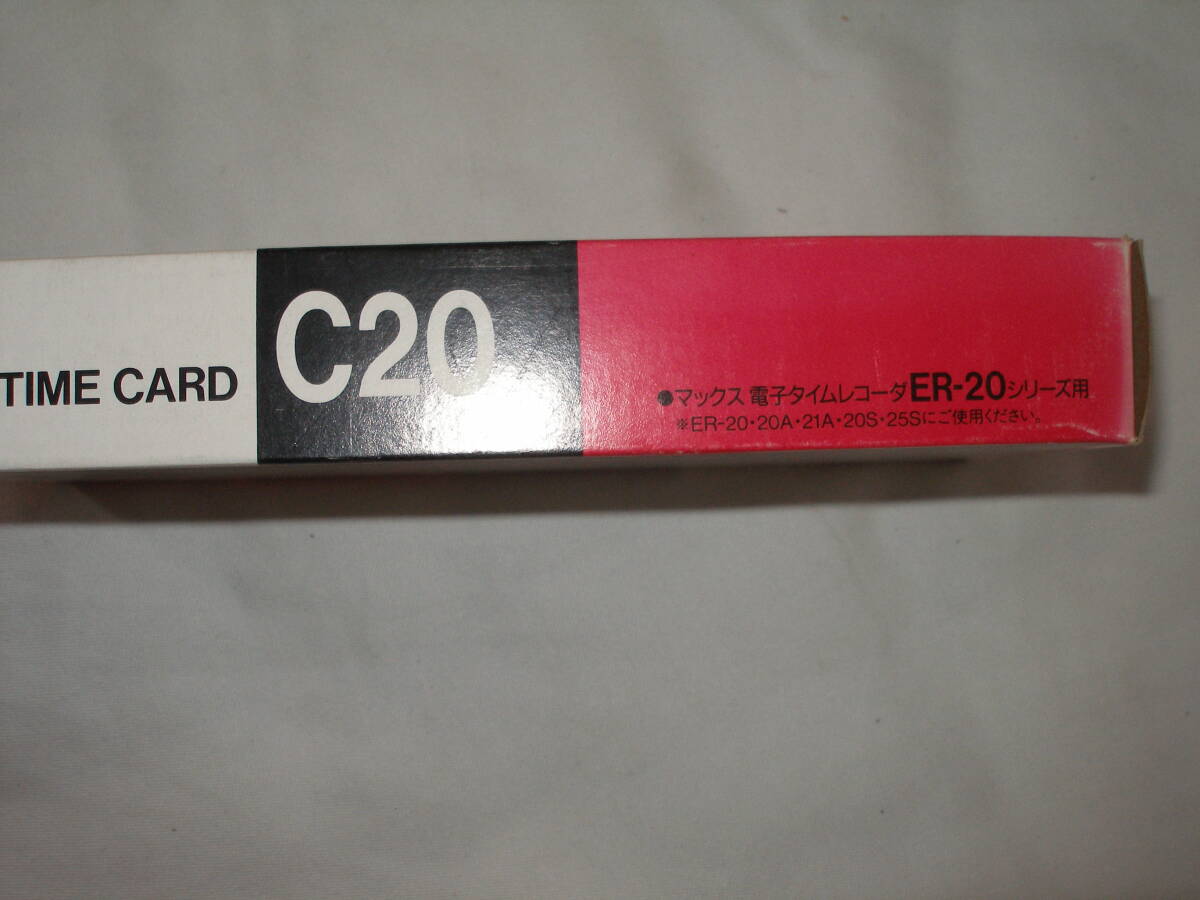 TIME CARD
C20
●マックス 電子タイムレコーダER-20シリーズ用
※ER-20・20A・21A・20S・25Sにご使用ください。